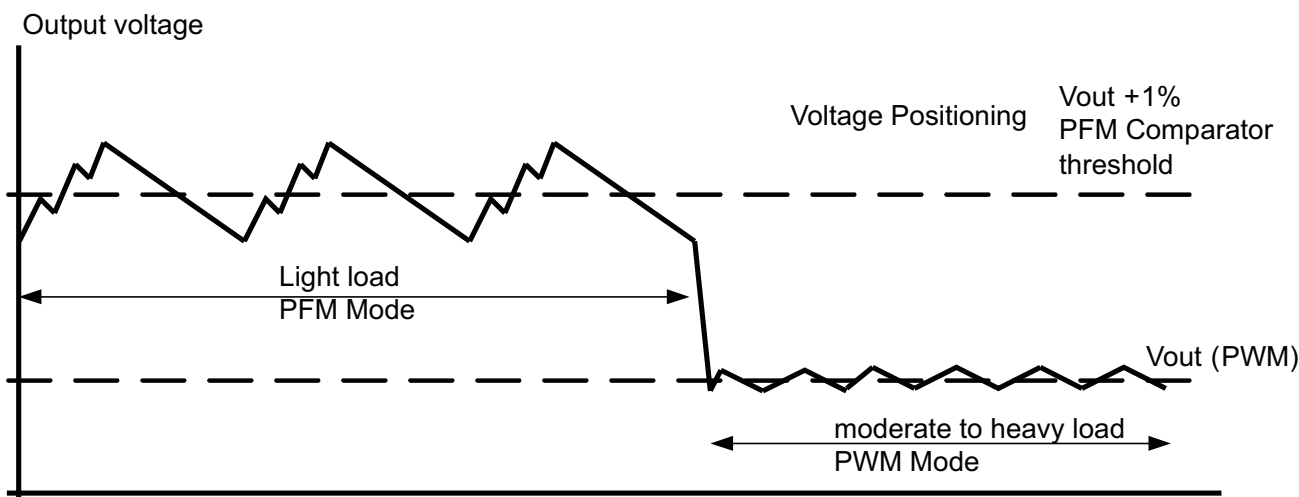 Output voltage
Voltage Positioning
Vout +1%
PFM Comparator
threshold
Light load
PFM Mode
Vout (PWM)
moderate to heavy load
PWM Mode